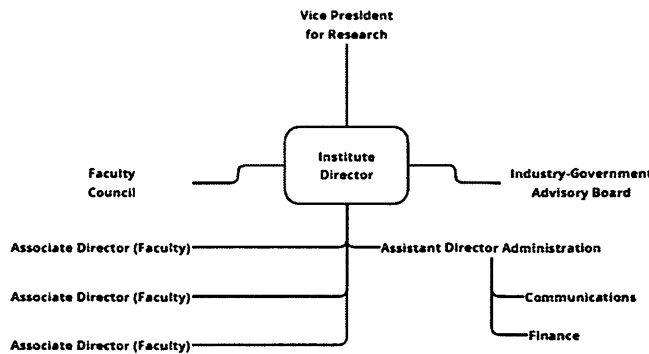 Vice President
for Research
Institute
Director
Faculty
Council
Industry-Government
Advisory Board
Associate Director (Faculty)
Assistant Director Administration
Associate Director (Faculty)
Communications
Associate Director (Faculty)
Finance